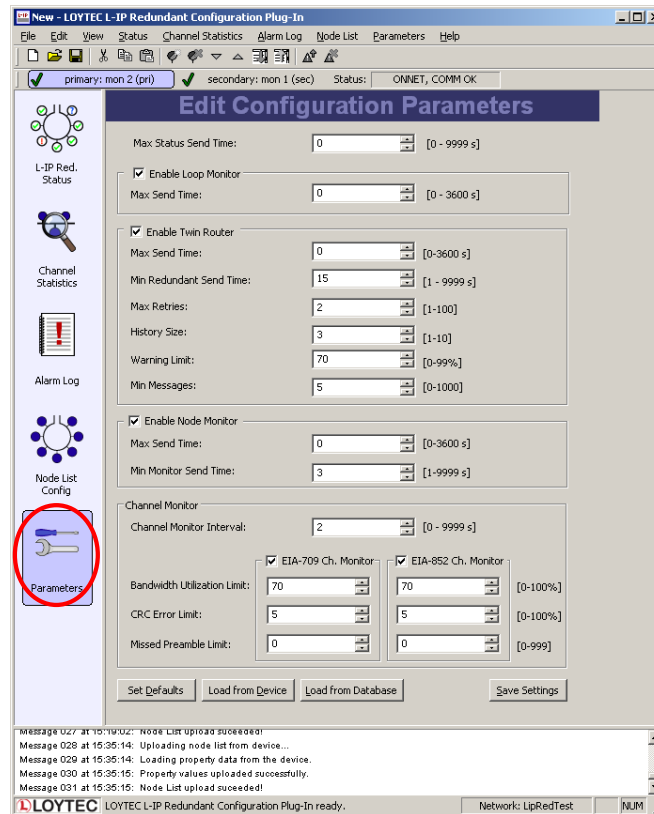 New - LOYTEC L-IP Redundant Configuration Plug-In
File Edit View Status Channel Statistics Alarm Log Node List Parameters Help
primary: mon 2 (pri) secondary: mon 1 (sec) Status: ONNET, COMM OK
Edit Configuration Parameters
L-IP Red.
Status
Channel
Statistics
Alarm Log
Node List
Config
Parameters
Max Status Send Time: 0 [0 - 9999 s]
Enable Loop Monitor
Max Send Time: 0 [0 - 3600 s]
Enable Twin Router
Max Send Time: 0 [0-3600 s]
Min Redundant Send Time: 15 [1 - 9999 s]
Max Retries: 2 [1-100]
History Size: 3 [1-10]
Warning Limit: 70 [0-99%]
Min Messages: 5 [0-1000]
Enable Node Monitor
Max Send Time: 0 [0-3600 s]
Min Monitor Send Time: 3 [1-9999 s]
Channel Monitor
Channel Monitor Interval: 2 [0 - 9999 s]
EIA-709 Ch. Monitor EIA-852 Ch. Monitor
Bandwidth Utilization Limit: 70 70 [0-100%]
CRC Error Limit: 5 5 [0-100%]
Missed Preamble Limit: 0 0 [0-999]
Set Defaults Load from Device Load from Database Save Settings
Message 027 at 15:19:02: Node List upload suceeded!
Message 028 at 15:35:14: Uploading node list from device...
Message 029 at 15:35:14: Loading property data from the device.
Message 030 at 15:35:15: Property values uploaded successfully.
Message 031 at 15:35:15: Node List upload suceeded!
LOYTEC LOYTEC L-IP Redundant Configuration Plug-In ready. Network: LipRedTest NUM